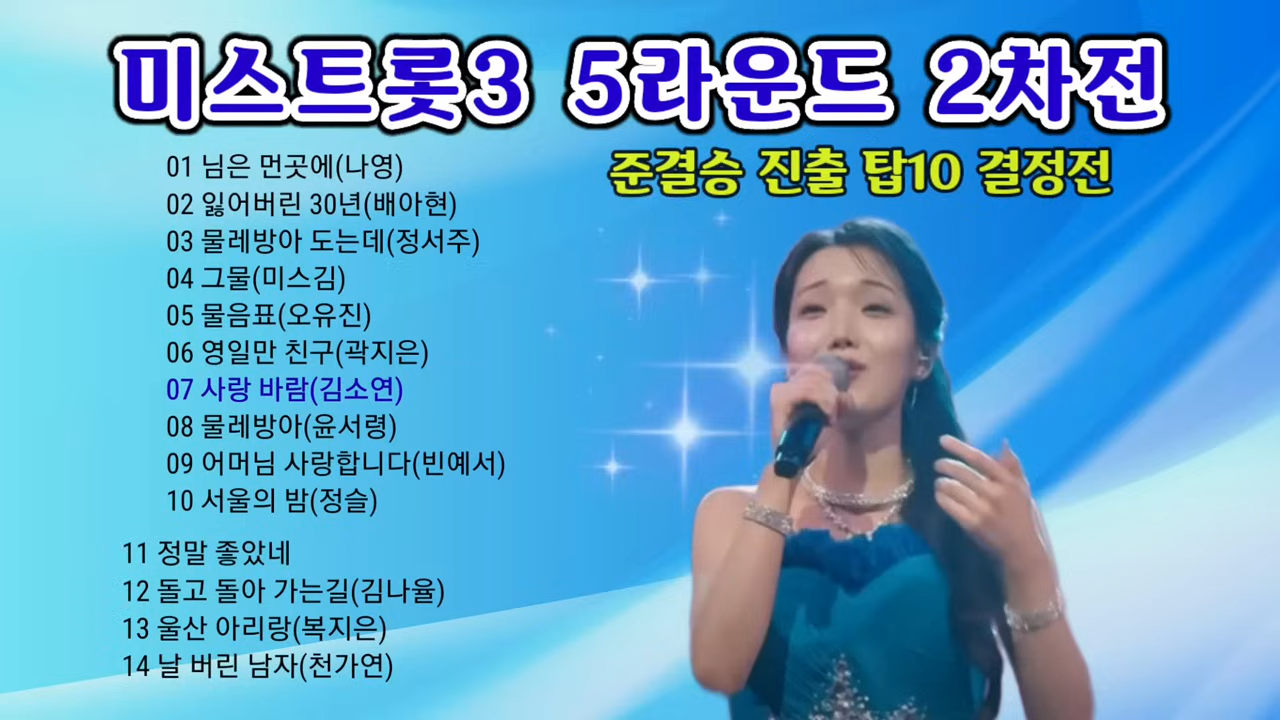 미스트롯3 5라운드 2차전
준결승 진출 탑10 결정전
01 님은 먼곳에(나영)
02 잃어버린 30년(배아현)
03 물레방아 도는데(정서주)
04 그물(미스김)
05 물음표(오유진)
06 영일만 친구(곽지은)
07 사랑 바람(김소연)
08 물레방아(윤서령)
09 어머님 사랑합니다(빈예서)
10 서울의 밤(정슬)
11 정말 좋았네
12 돌고 돌아 가는길(김나율)
13 울산 아리랑(복지은)
14 날 버린 남자(천가연)